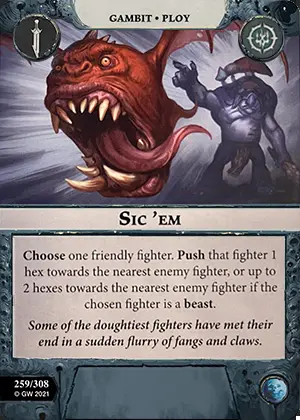 GAMBIT • PLOY
SIC 'EM
Choose one friendly fighter. Push that fighter 1
hex towards the nearest enemy fighter, or up to
2 hexes towards the nearest enemy fighter if the
chosen fighter is a beast.
Some of the doughtiest fighters have met their
end in a sudden flurry of fangs and claws.
259/308
© GW 2021